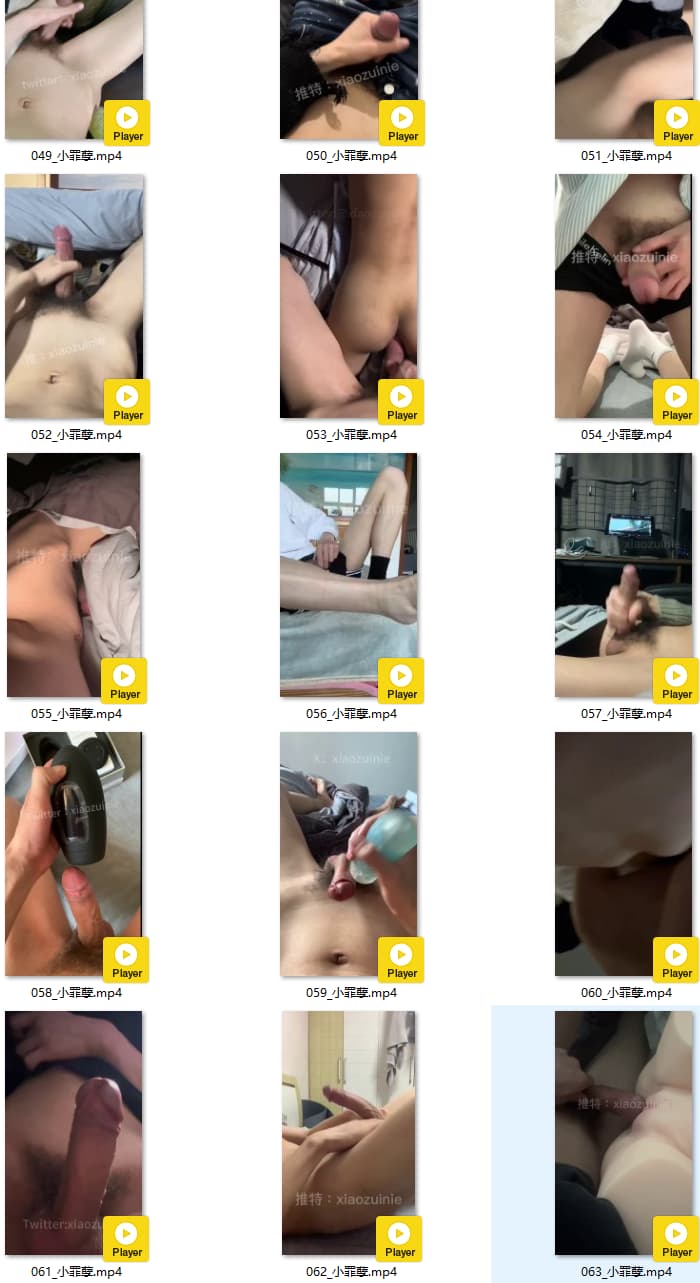 twitter：xiaozuinie
推特：xiaozuinie
Player
Player
Player
049_小罪孽.mp4
050_小罪孽.mp4
051_小罪孽.mp4
推：xiaozuinie
推特：xiaozuinie
Player
Player
Player
052_小罪孽.mp4
053_小罪孽.mp4
054_小罪孽.mp4
推特：xiaozuinie
xiaozuinie
Player
Player
Player
055_小罪孽.mp4
056_小罪孽.mp4
057_小罪孽.mp4
Twitter：xiaozuinie
X：xiaozuinie
Player
Player
Player
058_小罪孽.mp4
059_小罪孽.mp4
060_小罪孽.mp4
Twitter:xiaozu
推特：xiaozuinie
推特：xiaozu
Player
Player
Player
061_小罪孽.mp4
062_小罪孽.mp4
063_小罪孽.mp4